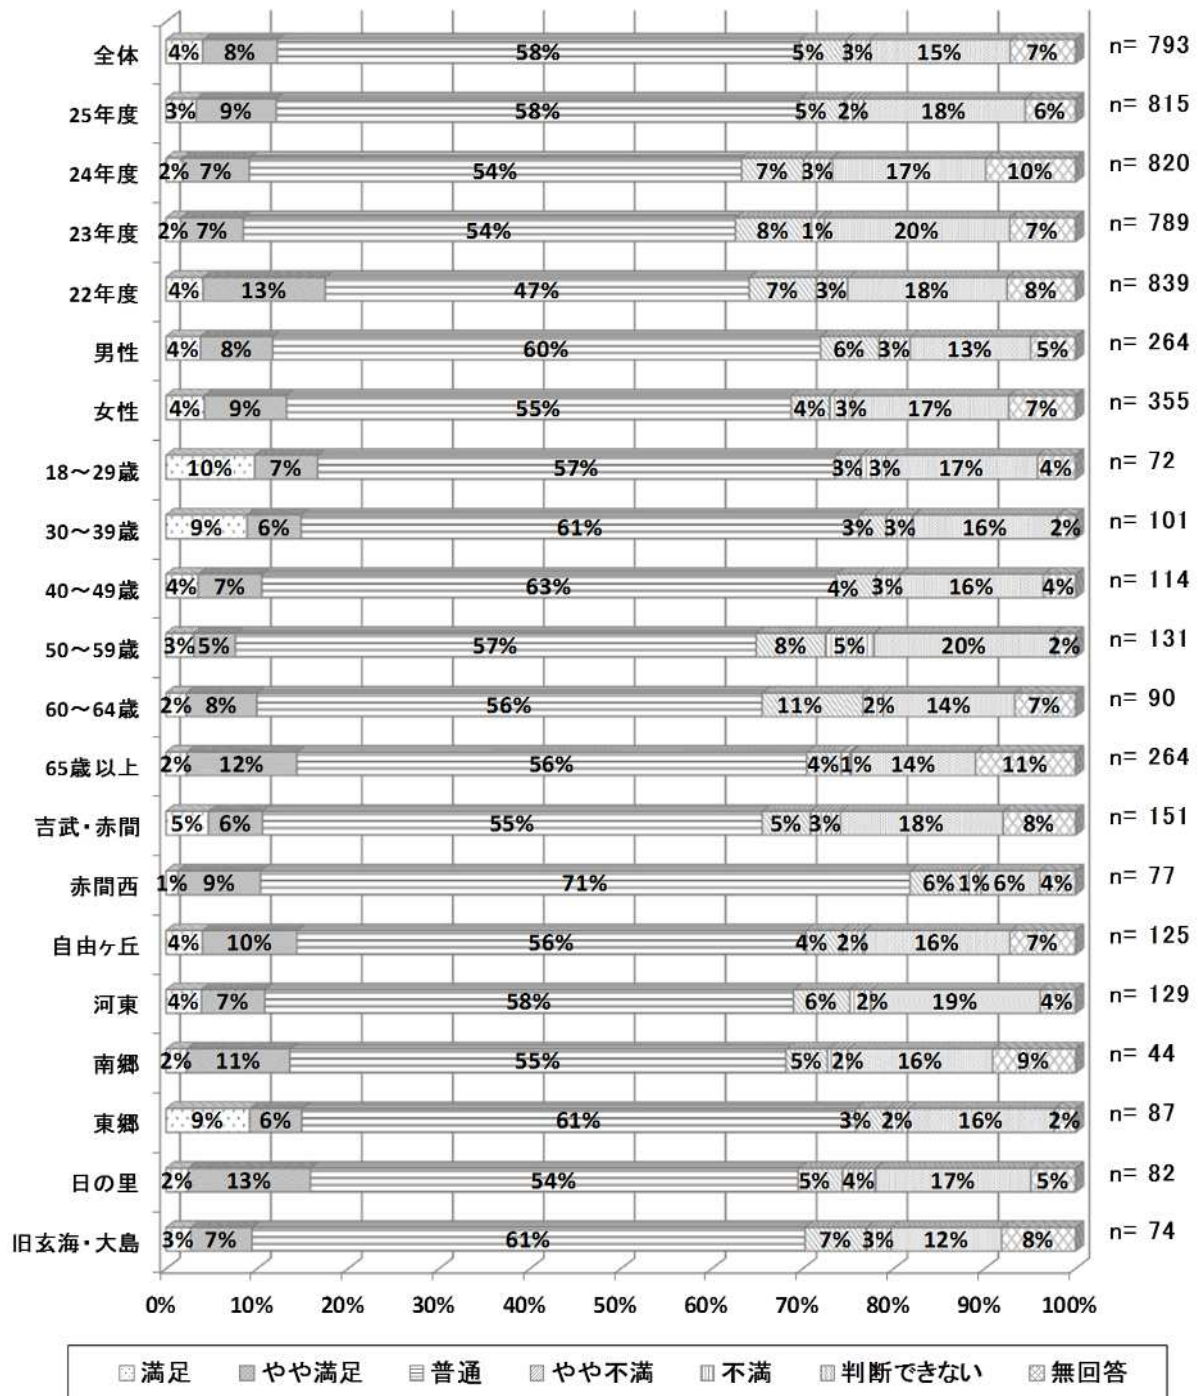 全体 4% 8% 58% 5% 3% 15% 7% n= 793
25年度 3% 9% 58% 5% 2% 18% 6% n= 815
24年度 2% 7% 54% 7% 3% 17% 10% n= 820
23年度 2% 7% 54% 8% 1% 20% 7% n= 789
22年度 4% 13% 47% 7% 3% 18% 8% n= 839
男性 4% 8% 60% 6% 3% 13% 5% n= 264
女性 4% 9% 55% 4% 3% 17% 7% n= 355
18～29歳 10% 7% 57% 3% 3% 17% 4% n= 72
30～39歳 9% 6% 61% 3% 3% 16% 2% n= 101
40～49歳 4% 7% 63% 4% 3% 16% 4% n= 114
50～59歳 3% 5% 57% 8% 5% 20% 2% n= 131
60～64歳 2% 8% 56% 11% 2% 14% 7% n= 90
65歳以上 2% 12% 56% 4% 1% 14% 11% n= 264
吉武・赤間 5% 6% 55% 5% 3% 18% 8% n= 151
赤間西 1% 9% 71% 6% 1% 6% 4% n= 77
自由ヶ丘 4% 10% 56% 4% 2% 16% 7% n= 125
河東 4% 7% 58% 6% 2% 19% 4% n= 129
南郷 2% 11% 55% 5% 2% 16% 9% n= 44
東郷 9% 6% 61% 3% 2% 16% 2% n= 87
日の里 2% 13% 54% 5% 4% 17% 5% n= 82
旧玄海・大島 3% 7% 61% 7% 3% 12% 8% n= 74
0% 10% 20% 30% 40% 50% 60% 70% 80% 90% 100%
満足 やや満足 普通 やや不満 不満 判断できない 無回答